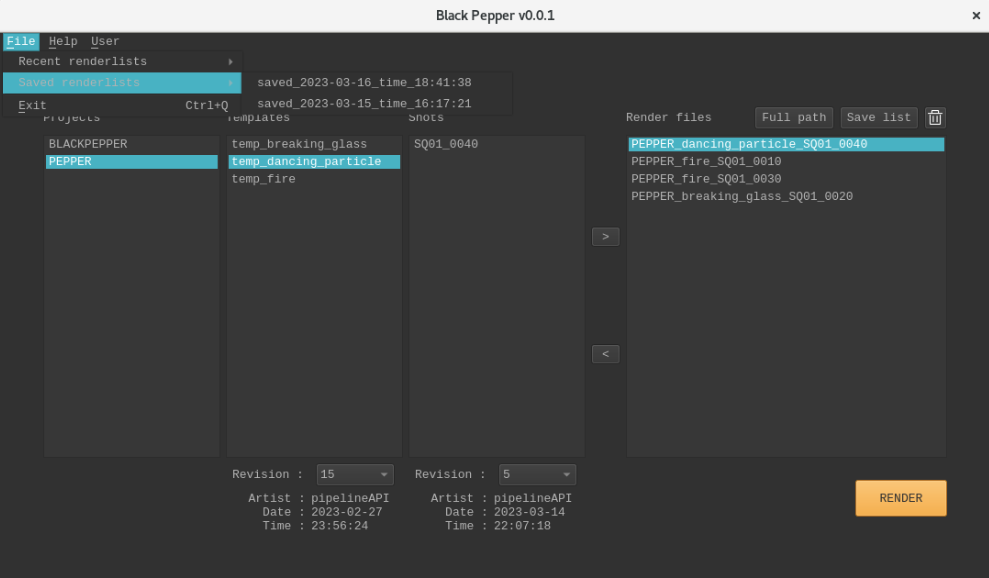 Black Pepper v0.0.1
×
File Help User
Recent renderlists
Saved renderlists
saved_2023-03-16_time_18:41:38
saved_2023-03-15_time_16:17:21
Exit Ctrl+Q
Projects
Templates
Shots
Render files
Full path
Save list
BLACKPEPPER
PEPPER
temp_breaking_glass
temp_dancing_particle
temp_fire
SQ01_0040
>
<
PEPPER_dancing_particle_SQ01_0040
PEPPER_fire_SQ01_0010
PEPPER_fire_SQ01_0030
PEPPER_breaking_glass_SQ01_0020
Revision : 15
Artist : pipelineAPI
Date : 2023-02-27
Time : 23:56:24
Revision : 5
Artist : pipelineAPI
Date : 2023-03-14
Time : 22:07:18
RENDER